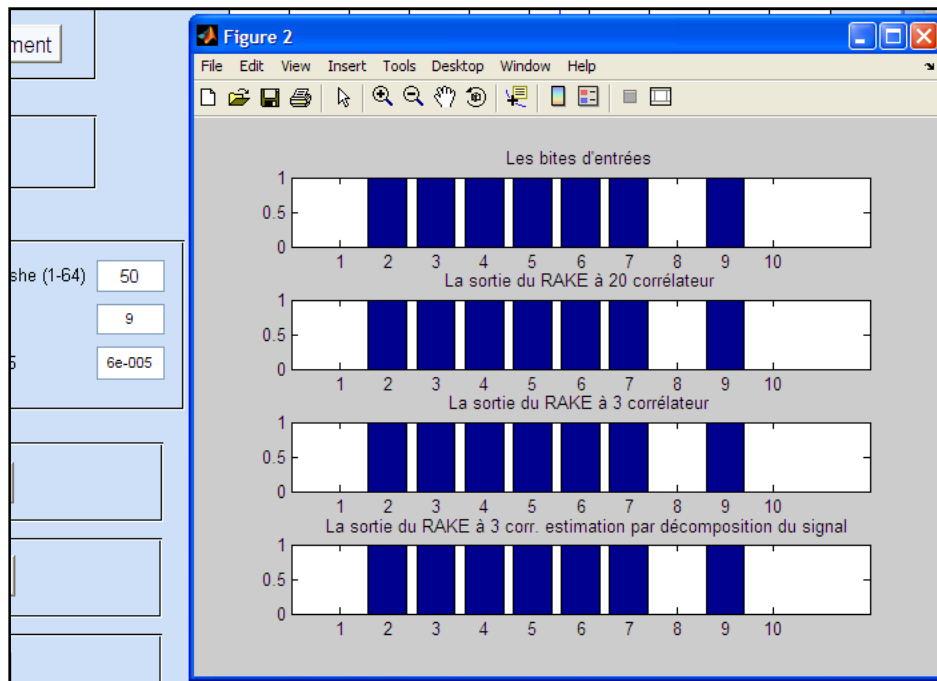 ment
Figure 2
File Edit View Insert Tools Desktop Window Help
Les bites d'entrées
1
0.5
0
1 2 3 4 5 6 7 8 9 10
La sortie du RAKE à 20 corrélateur
1
0.5
0
1 2 3 4 5 6 7 8 9 10
La sortie du RAKE à 3 corrélateur
1
0.5
0
1 2 3 4 5 6 7 8 9 10
La sortie du RAKE à 3 corr. estimation par décomposition du signal
1
0.5
0
1 2 3 4 5 6 7 8 9 10
she (1-64) 50
9
5 6e-005